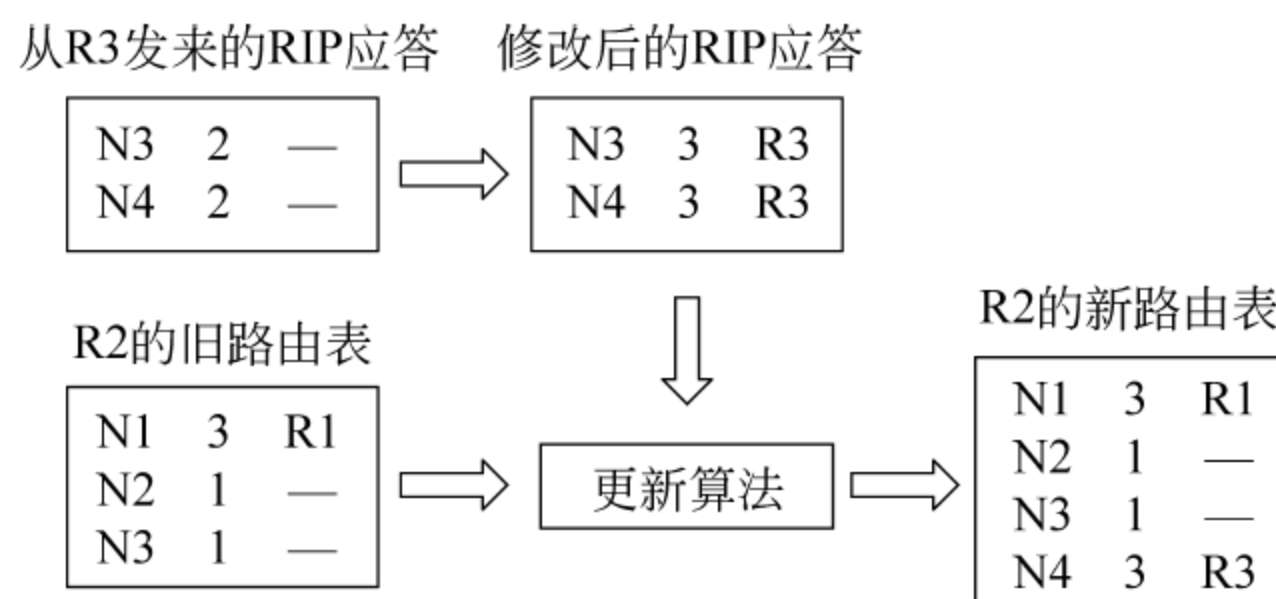 从R3发来的RIP应答
修改后的RIP应答
N3 2 —
N4 2 —
N3 3 R3
N4 3 R3
R2的旧路由表
N1 3 R1
N2 1 —
N3 1 —
更新算法
R2的新路由表
N1 3 R1
N2 1 —
N3 1 —
N4 3 R3